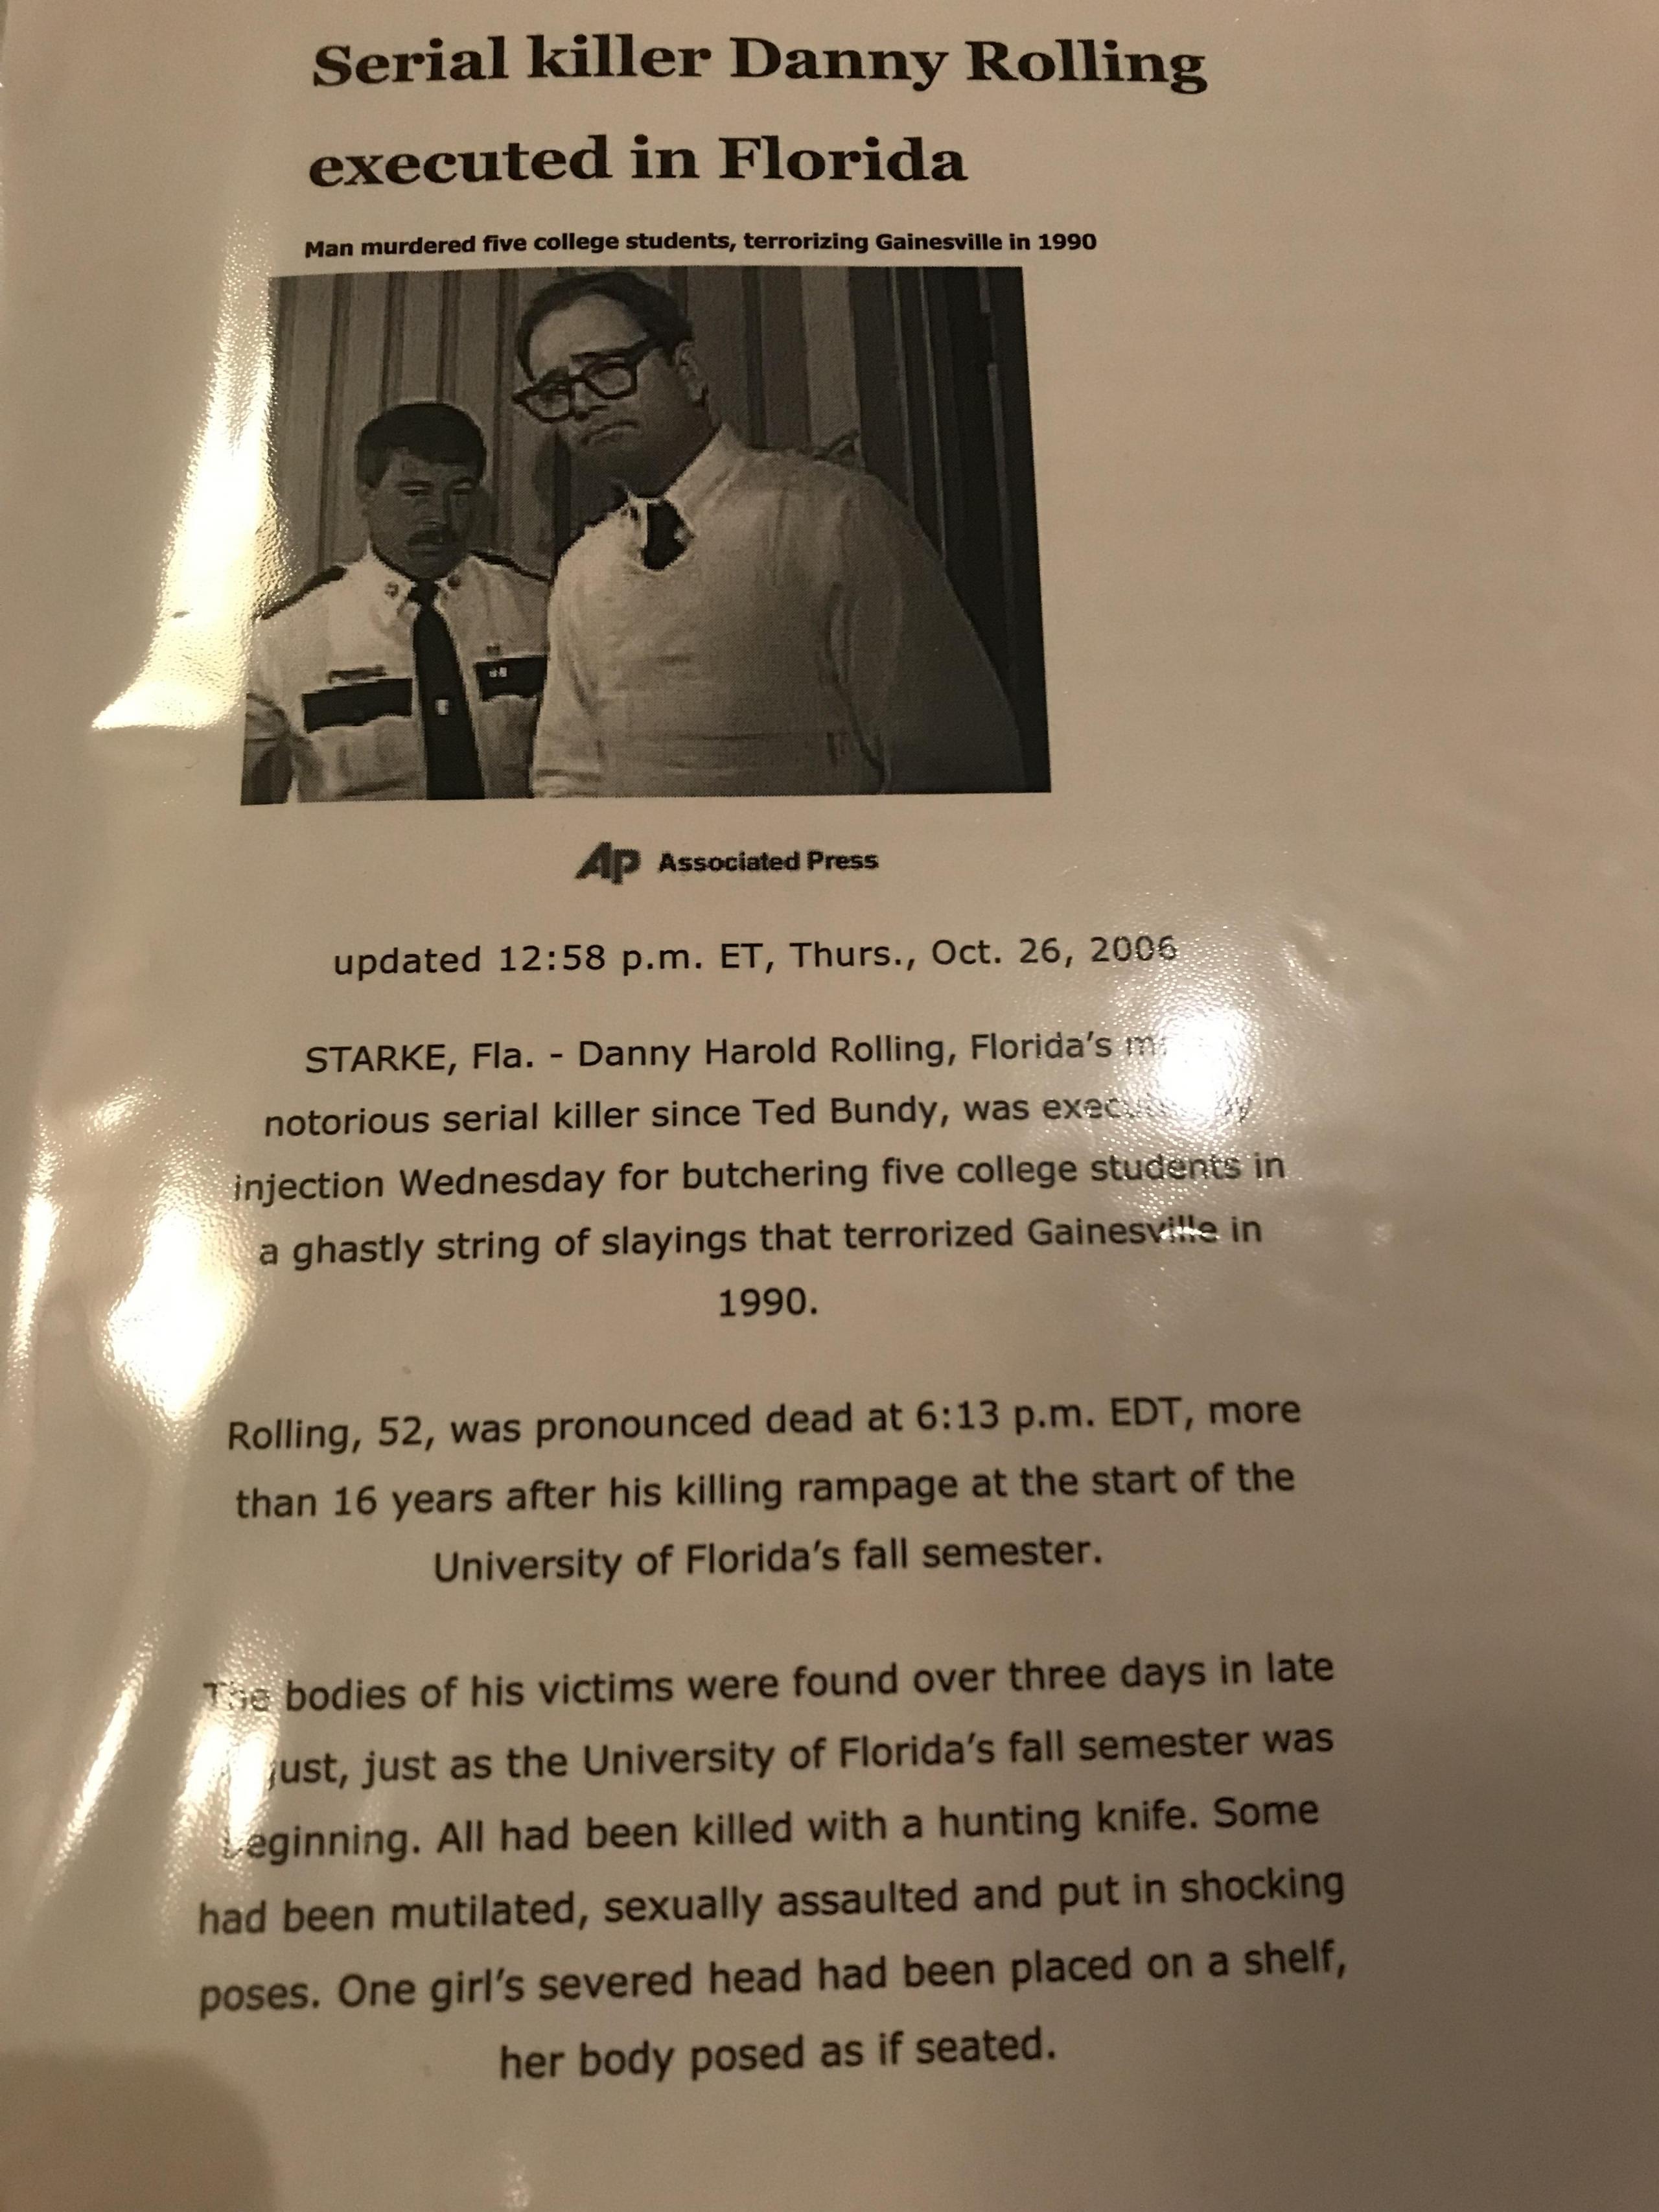 Serial killer Danny Rolling
executed in Florida
Man murdered five college students, terrorizing Gainesville in 1990
AP Associated Press
updated 12:58 p.m. ET, Thurs., Oct. 26, 2006
STARKE, Fla. - Danny Harold Rolling, Florida's
notorious serial killer since Ted Bundy, was executed by
injection Wednesday for butchering five college students in
a ghastly string of slayings that terrorized Gainesville in
1990.
Rolling, 52, was pronounced dead at 6:13 p.m. EDT, more
than 16 years after his killing rampage at the start of the
University of Florida's fall semester.
The bodies of his victims were found over three days in late
just as the University of Florida's fall semester was
beginning. All had been killed with a hunting knife. Some
had been mutilated, sexually assaulted and put in shocking
poses. One girl's severed head had been placed on a shelf,
her body posed as if seated.